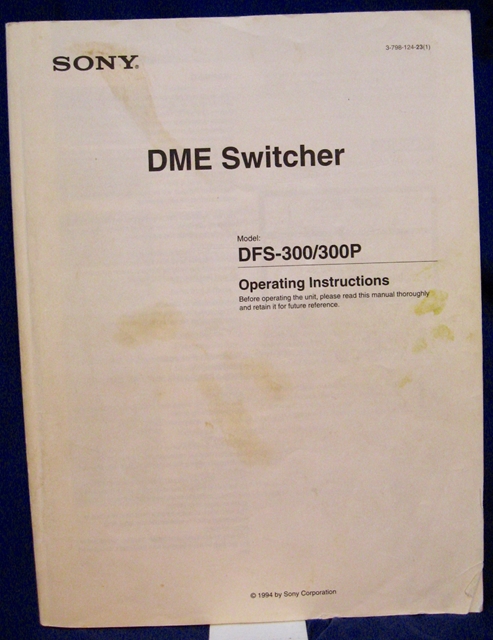 3-798-124-23(1)
SONY®
DME Switcher
Model:
DFS-300/300P
Operating Instructions
Before operating the unit, please read this manual thoroughly
and retain it for future reference.
© 1994 by Sony Corporation